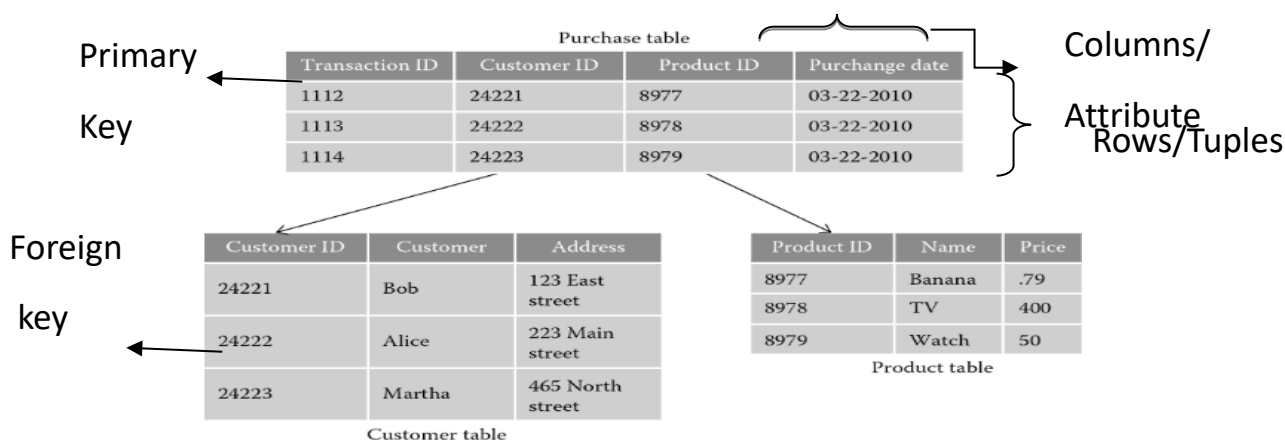 Primary
Key
Purchase table
Columns/
Attribute
Rows/Tuples
Transaction ID Customer ID Product ID Purchange date
1112 24221 8977 03-22-2010
1113 24222 8978 03-22-2010
1114 24223 8979 03-22-2010
Foreign
key
Customer ID Customer Address
24221 Bob 123 East
street
24222 Alice 223 Main
street
24223 Martha 465 North
street
Customer table
Product ID Name Price
8977 Banana .79
8978 TV 400
8979 Watch 50
Product table